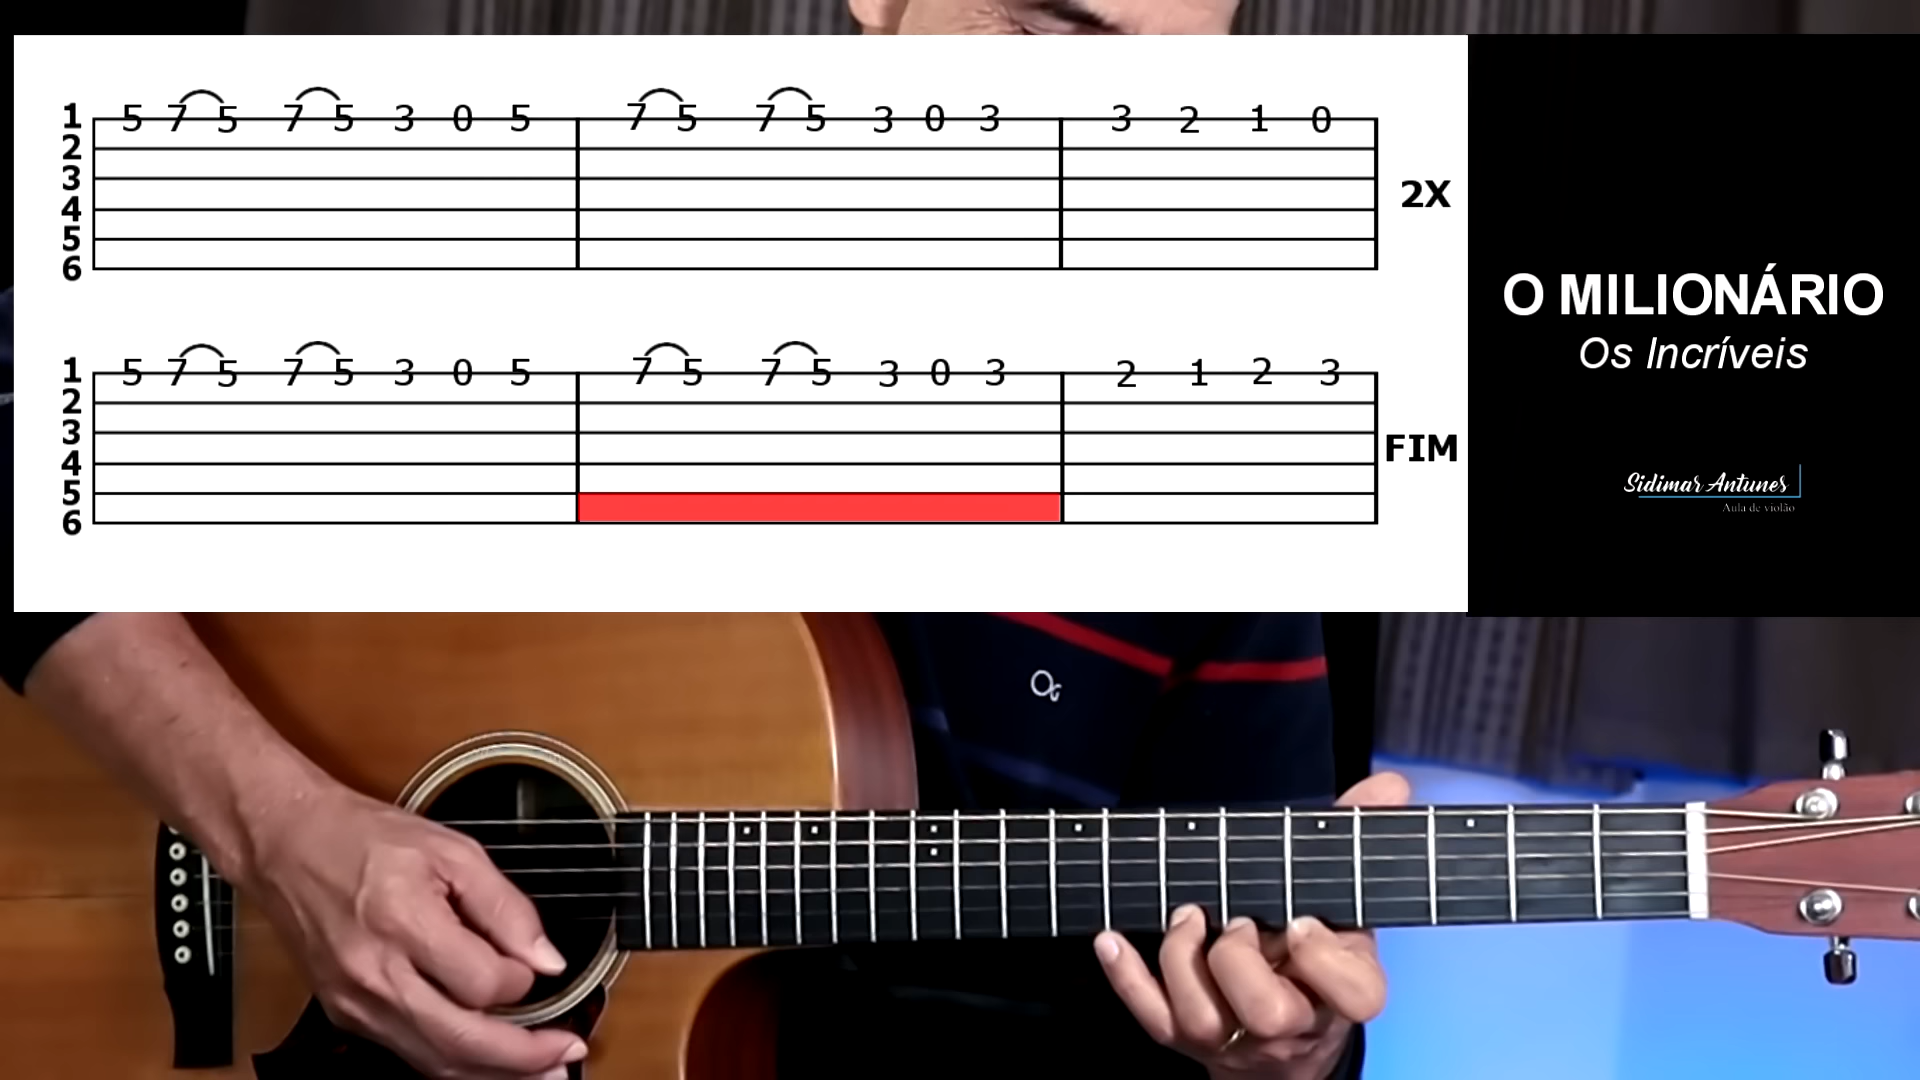 1 5 7 5 7 5 3 0 5 7 5 7 5 3 0 3 3 2 1 0
2
3
4
5
6
2X
1 5 7 5 7 5 3 0 5 7 5 7 5 3 0 3 2 1 2 3
2
3
4
5
6
FIM
O MILIONÁRIO
Os Incríveis
Sidimar Antunes
Aula de violão